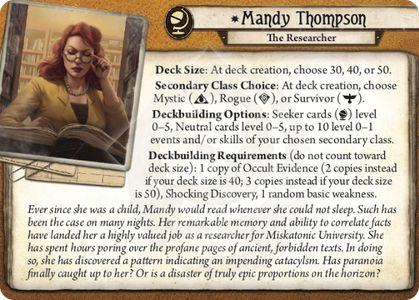 ✷Mandy Thompson
The Researcher
Deck Size: At deck creation, choose 30, 40, or 50.
Secondary Class Choice: At deck creation, choose
Mystic ( ), Rogue ( ), or Survivor ( ).
Deckbuilding Options: Seeker cards ( ) level
0–5, Neutral cards level 0–5, up to 10 level 0–1
events and/or skills of your chosen secondary class.
Deckbuilding Requirements (do not count toward
deck size): 1 copy of Occult Evidence (2 copies instead
if your deck size is 40; 3 copies instead if your deck size
is 50), Shocking Discovery, 1 random basic weakness.
Ever since she was a child, Mandy would read whenever she could not sleep. Such has
been the case on many nights. Her remarkable memory and ability to correlate facts
have landed her a highly valued job as a researcher for Miskatonic University. She
has spent hours poring over the profane pages of ancient, forbidden texts. In doing
so, she has discovered a pattern indicating an impending catacylsm. Has paranoia
finally caught up to her? Or is a disaster of truly epic proportions on the horizon?